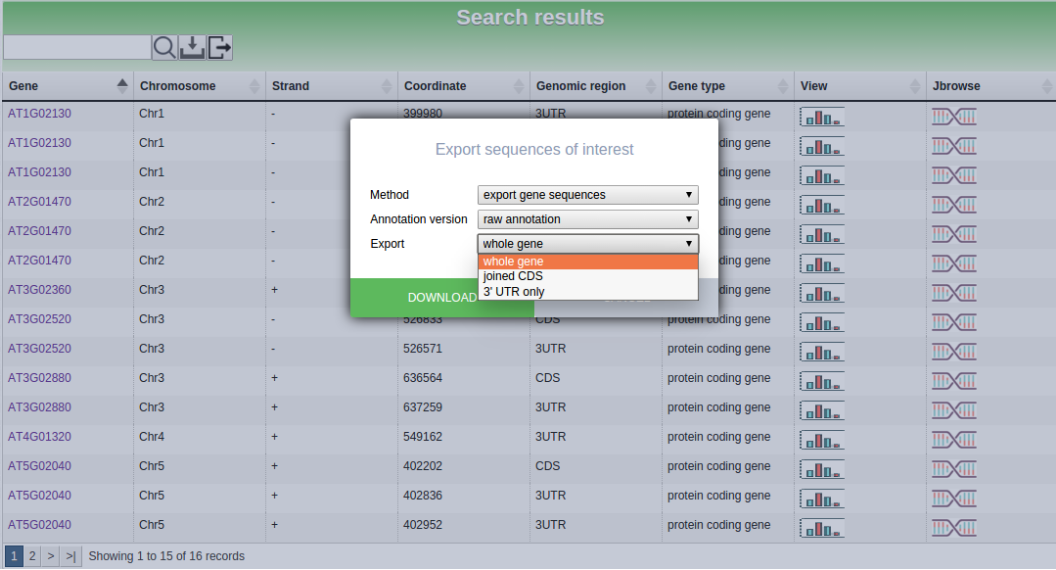 Search results
Gene Chromosome Strand Coordinate Genomic region Gene type View Jbrowse
AT1G02130 Chr1 - 399980 3UTR protein coding gene
AT1G02130 Chr1 - ding gene
AT1G02130 Chr1 - ding gene
AT2G01470 Chr2 - ding gene
AT2G01470 Chr2 - ding gene
AT2G01470 Chr2 - ding gene
AT3G02360 Chr3 + ding gene
AT3G02520 Chr3 - 526833 CDS protein coding gene
AT3G02520 Chr3 - 526571 3UTR protein coding gene
AT3G02880 Chr3 + 636564 CDS protein coding gene
AT3G02880 Chr3 + 637259 3UTR protein coding gene
AT4G01320 Chr4 + 549162 3UTR protein coding gene
AT5G02040 Chr5 + 402202 CDS protein coding gene
AT5G02040 Chr5 + 402836 3UTR protein coding gene
AT5G02040 Chr5 + 402952 3UTR protein coding gene
1 2 > >| Showing 1 to 15 of 16 records
Export sequences of interest
Method export gene sequences
Annotation version raw annotation
Export whole gene
whole gene
joined CDS
3' UTR only
DOWNLOAD